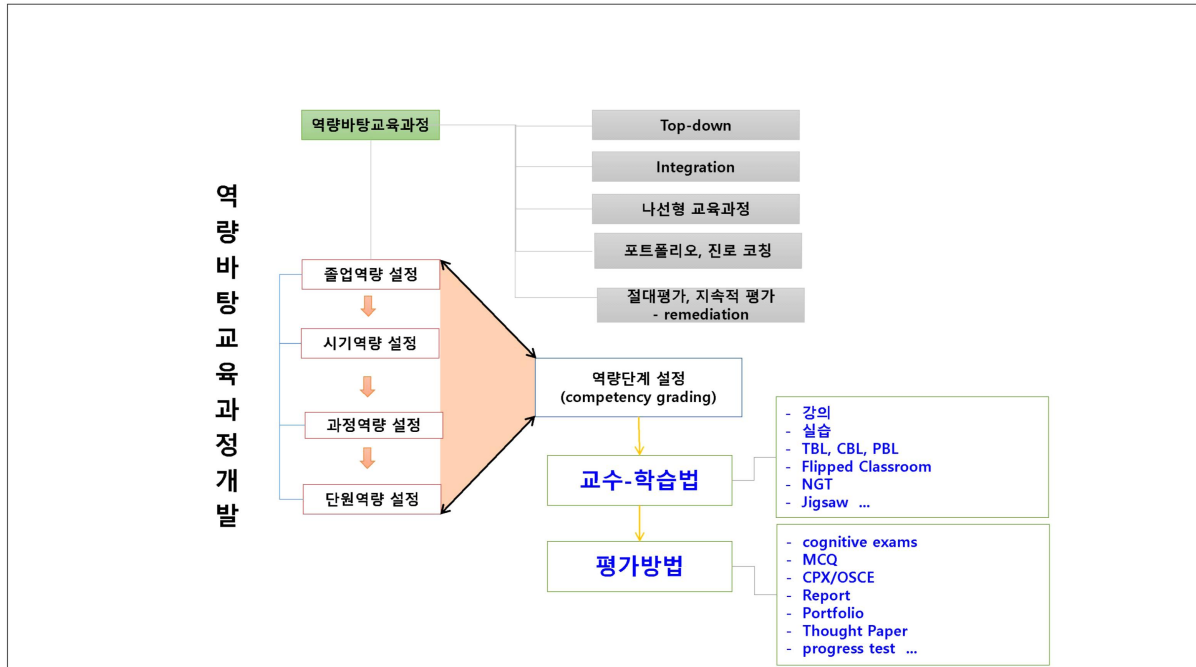 역
량
바
탕
교
육
과
정
개
발
역량바탕교육과정
Top-down
Integration
나선형 교육과정
포트폴리오, 진로 코칭
절대평가, 지속적 평가
- remediation
졸업역량 설정
시기역량 설정
과정역량 설정
단원역량 설정
역량단계 설정
(competency grading)
교수-학습법
- 강의
- 실습
- TBL, CBL, PBL
- Flipped Classroom
- NGT
- Jigsaw ...
평가방법
- cognitive exams
- MCQ
- CPX/OSCE
- Report
- Portfolio
- Thought Paper
- progress test ...